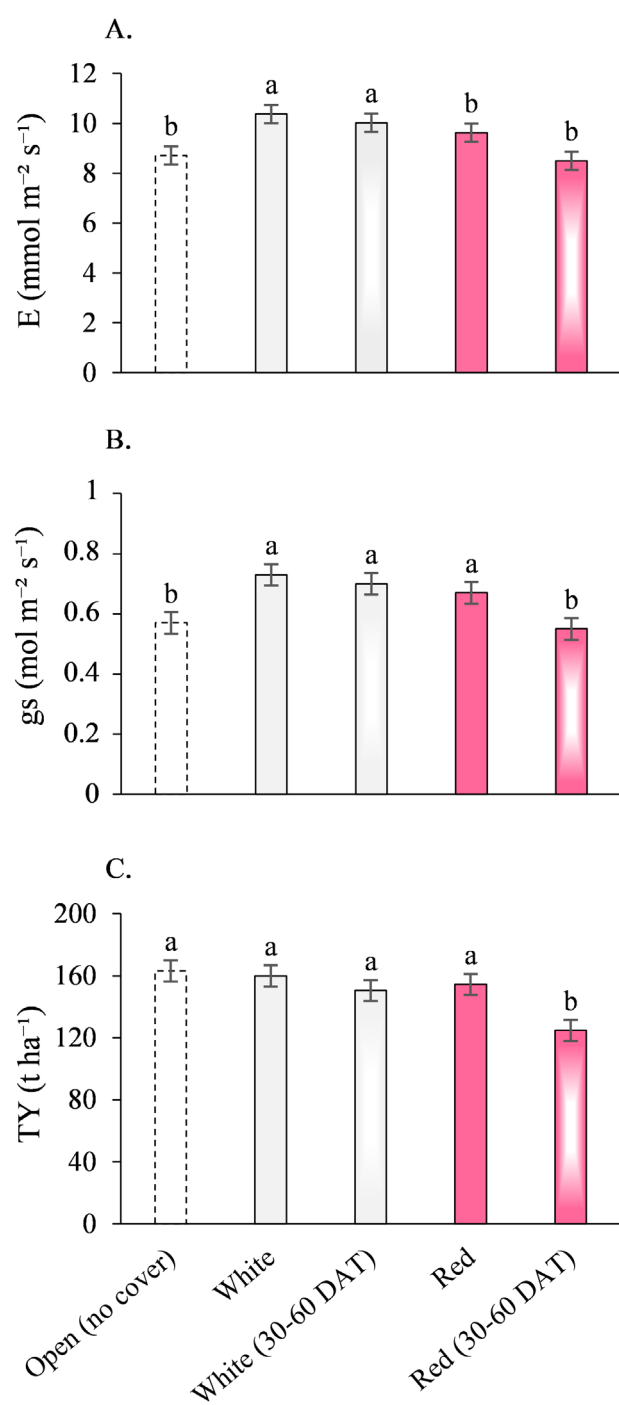 A.
E (mmol m⁻² s⁻¹)
12
10
8
6
4
2
0
b
a
a
b
b
B.
gs (mol m⁻² s⁻¹)
1
0.8
0.6
0.4
0.2
0
b
a
a
a
b
C.
TY (t ha⁻¹)
200
160
120
80
40
0
a
a
a
a
b
Open (no cover)
White
White (30-60 DAT)
Red
Red (30-60 DAT)